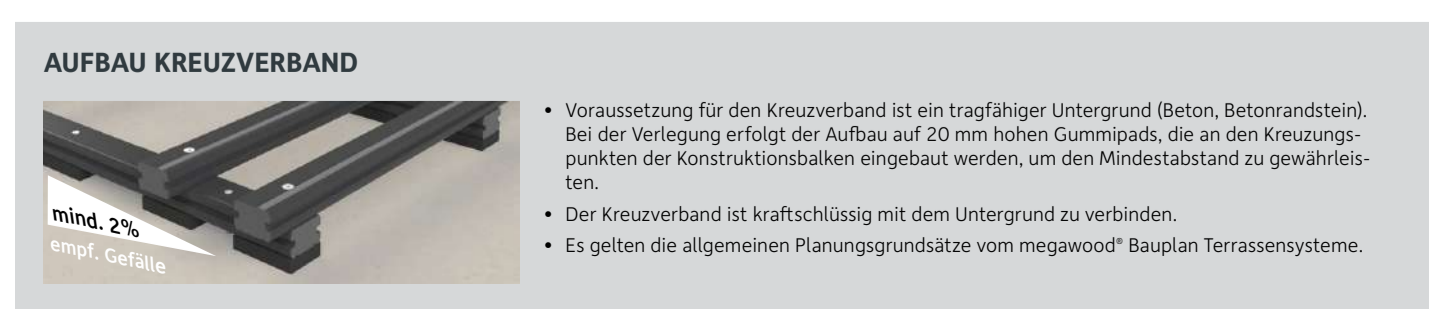 AUFBAU KREUZVERBAND
mind. 2%
empf. Gefälle
• Voraussetzung für den Kreuzverband ist ein tragfähiger Untergrund (Beton, Betonrandstein).
Bei der Verlegung erfolgt der Aufbau auf 20 mm hohen Gummipads, die an den Kreuzungs-
punkten der Konstruktionsbalken eingebaut werden, um den Mindestabstand zu gewährleis-
ten.
• Der Kreuzverband ist kraftschlüssig mit dem Untergrund zu verbinden.
• Es gelten die allgemeinen Planungsgrundsätze vom megawood® Bauplan Terrassensysteme.